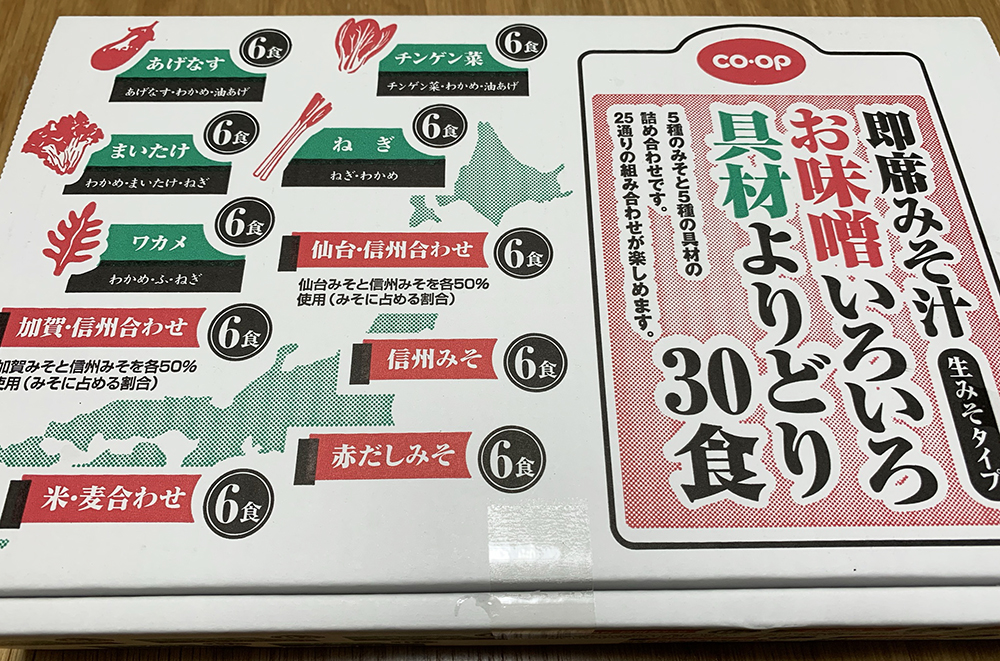 あげなす
6食
あげなす・わかめ・油あげ
チンゲン菜
6食
チンゲン菜・わかめ・油あげ
まいたけ
6食
わかめ・まいたけ・ねぎ
ねぎ
6食
ねぎ・わかめ
ワカメ
6食
わかめ・ふ・ねぎ
仙台・信州合わせ
6食
仙台みそと信州みそを各50%
使用(みそに占める割合)
加賀・信州合わせ
6食
加賀みそと信州みそを各50%
使用(みそに占める割合)
信州みそ
6食
赤だしみそ
6食
米・麦合わせ
6食
CO・OP
即席みそ汁
生みそタイプ
お味噌いろいろ
具材よりどり
30食
5種のみそと5種の具材の
詰め合わせです。
25通りの組み合わせが楽しめます。